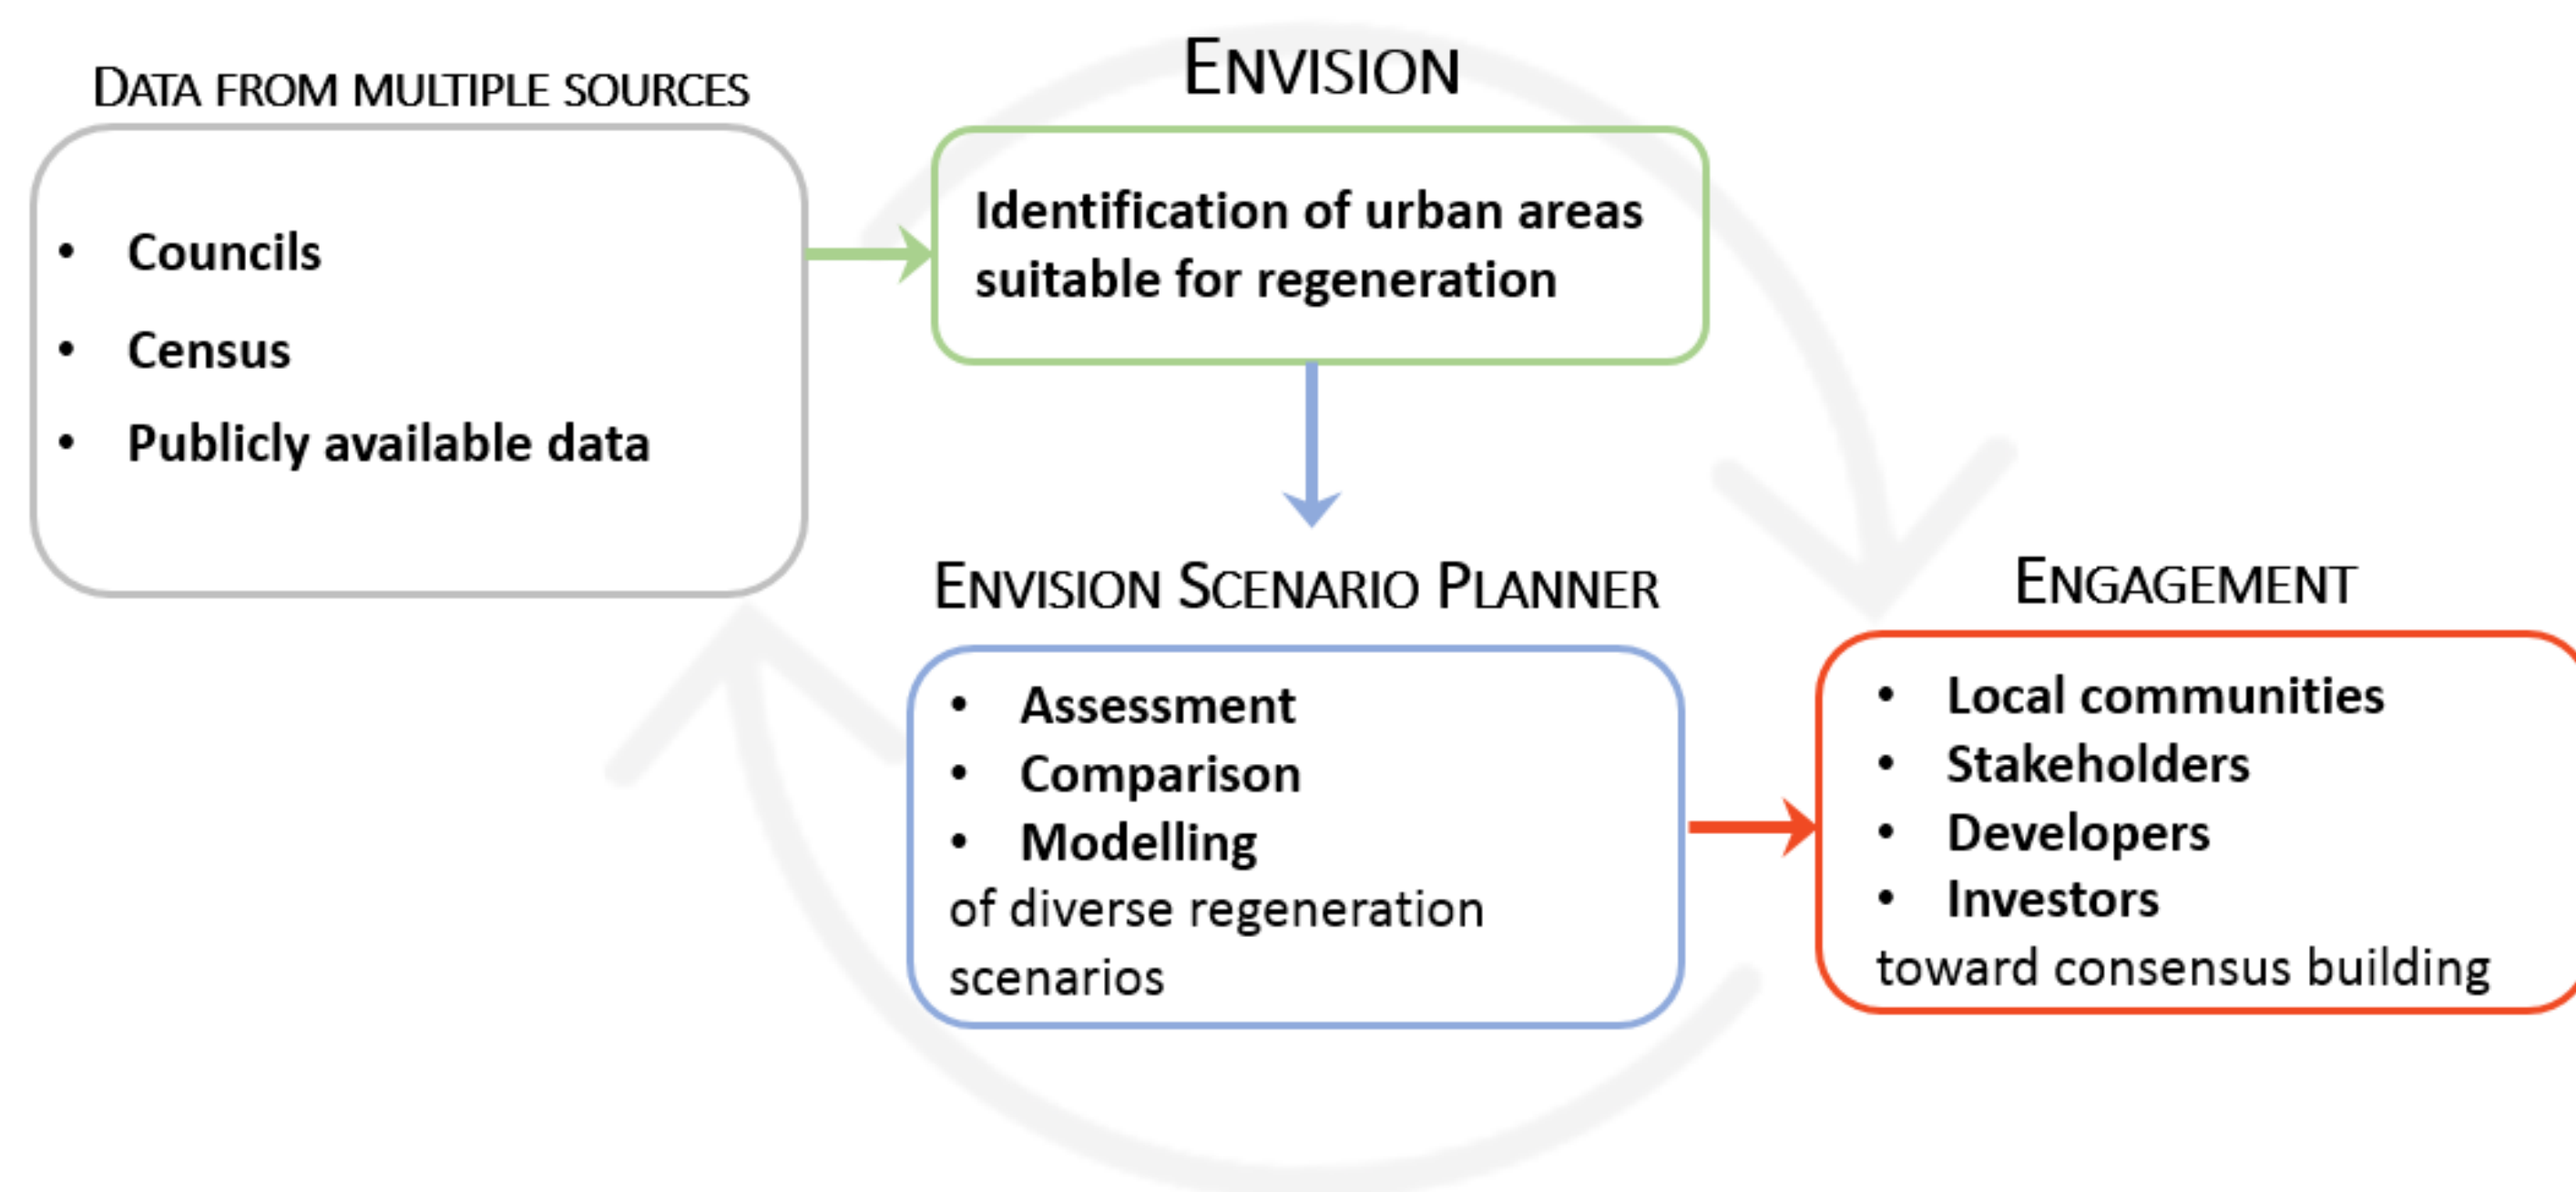 DATA FROM MULTIPLE SOURCES
• Councils
• Census
• Publicly available data
ENVISION
Identification of urban areas
suitable for regeneration
ENVISION SCENARIO PLANNER
• Assessment
• Comparison
• Modelling
of diverse regeneration
scenarios
ENGAGEMENT
• Local communities
• Stakeholders
• Developers
• Investors
toward consensus building